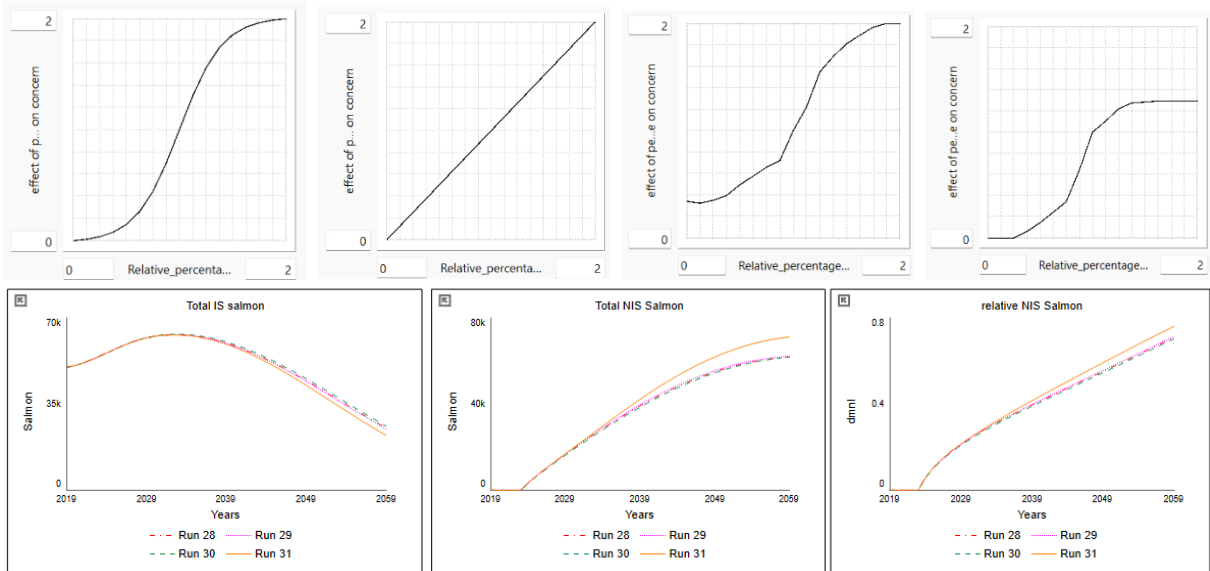 2
effect of p... on concern
0
0 Relative_percenta... 2
2
effect of p... on concern
0
0 Relative_percenta... 2
2
effect of pe...e on concern
0
0 Relative_percentage... 2
2
effect of pe...e on concern
0
0 Relative_percentage... 2
Total IS salmon
70k
35k
0
Salmon
2019 2029 2039 2049 2059
Years
Run 28 Run 29
Run 30 Run 31
Total NIS Salmon
80k
40k
0
Salmon
2019 2029 2039 2049 2059
Years
Run 28 Run 29
Run 30 Run 31
relative NIS Salmon
0.8
0.4
0
dmnl
2019 2029 2039 2049 2059
Years
Run 28 Run 29
Run 30 Run 31